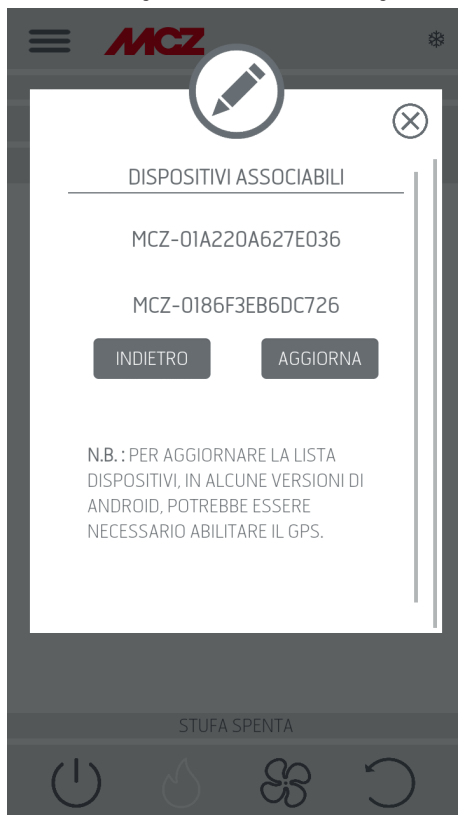 MCZ
DISPOSITIVI ASSOCIABILI
MCZ-01A220A627E036
MCZ-0186F3EB6DC726
INDIETRO
AGGIORNA
N.B. : PER AGGIORNARE LA LISTA
DISPOSITIVI, IN ALCUNE VERSIONI DI
ANDROID, POTREBBE ESSERE
NECESSARIO ABILITARE IL GPS.
STUFA SPENTA